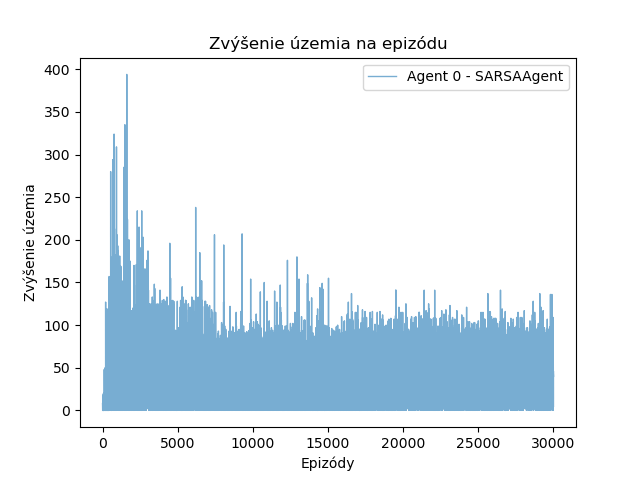 Zvýšenie územia na epizódu
Agent 0 - SARSAAgent
Zvýšenie územia
400
350
300
250
200
150
100
50
0
0 5000 10000 15000 20000 25000 30000
Epizódy